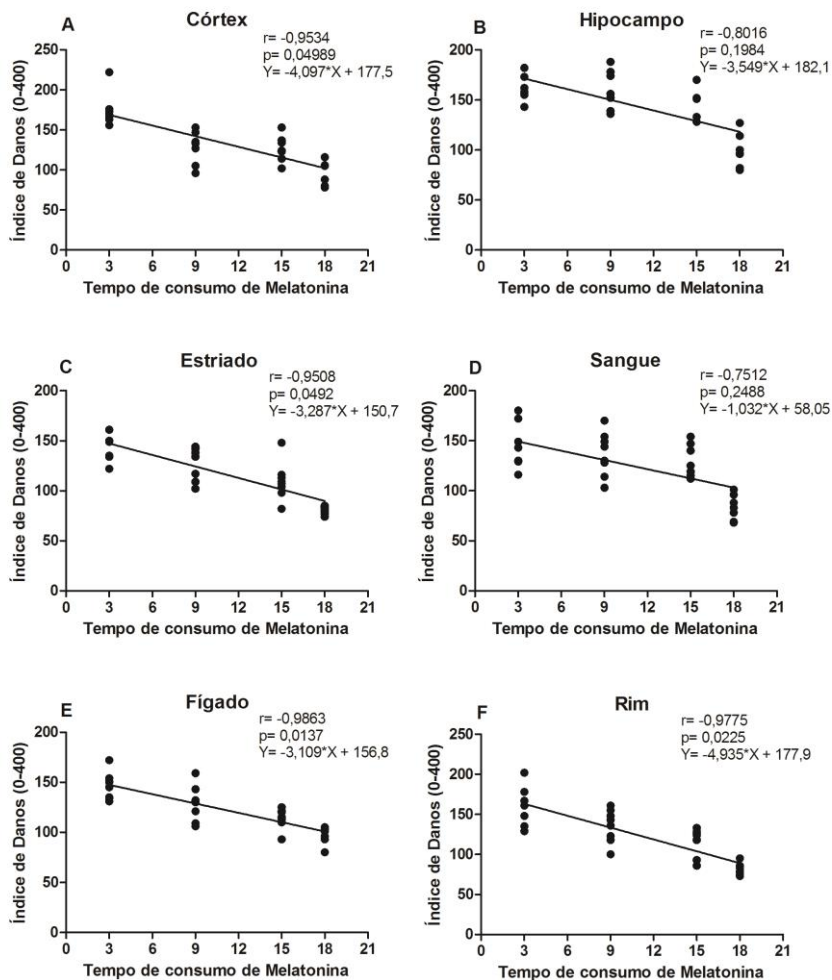 A
Córtex
r= -0,9534
p= 0,04989
Y= -4,097*X + 177,5
Índice de Danos (0-400)
250
200
150
100
50
0
0 3 6 9 12 15 18 21
Tempo de consumo de Melatonina
B
Hipocampo
r= -0,8016
p= 0,1984
Y= -3,549*X + 182,1
Índice de Danos (0-400)
200
150
100
50
0
0 3 6 9 12 15 18 21
Tempo de consumo de Melatonina
C
Estriado
r= -0,9508
p= 0,0492
Y= -3,287*X + 150,7
Índice de Danos (0-400)
200
150
100
50
0
0 3 6 9 12 15 18 21
Tempo de consumo de Melatonina
D
Sangue
r= -0,7512
p= 0,2488
Y= -1,032*X + 58,05
Índice de Danos (0-400)
200
150
100
50
0
0 3 6 9 12 15 18 21
Tempo de consumo de Melatonina
E
Fígado
r= -0,9863
p= 0,0137
Y= -3,109*X + 156,8
Índice de Danos (0-400)
200
150
100
50
0
0 3 6 9 12 15 18 21
Tempo de consumo de Melatonina
F
Rim
r= -0,9775
p= 0,0225
Y= -4,935*X + 177,9
Índice de Danos (0-400)
250
200
150
100
50
0
0 3 6 9 12 15 18 21
Tempo de consumo de Melatonina